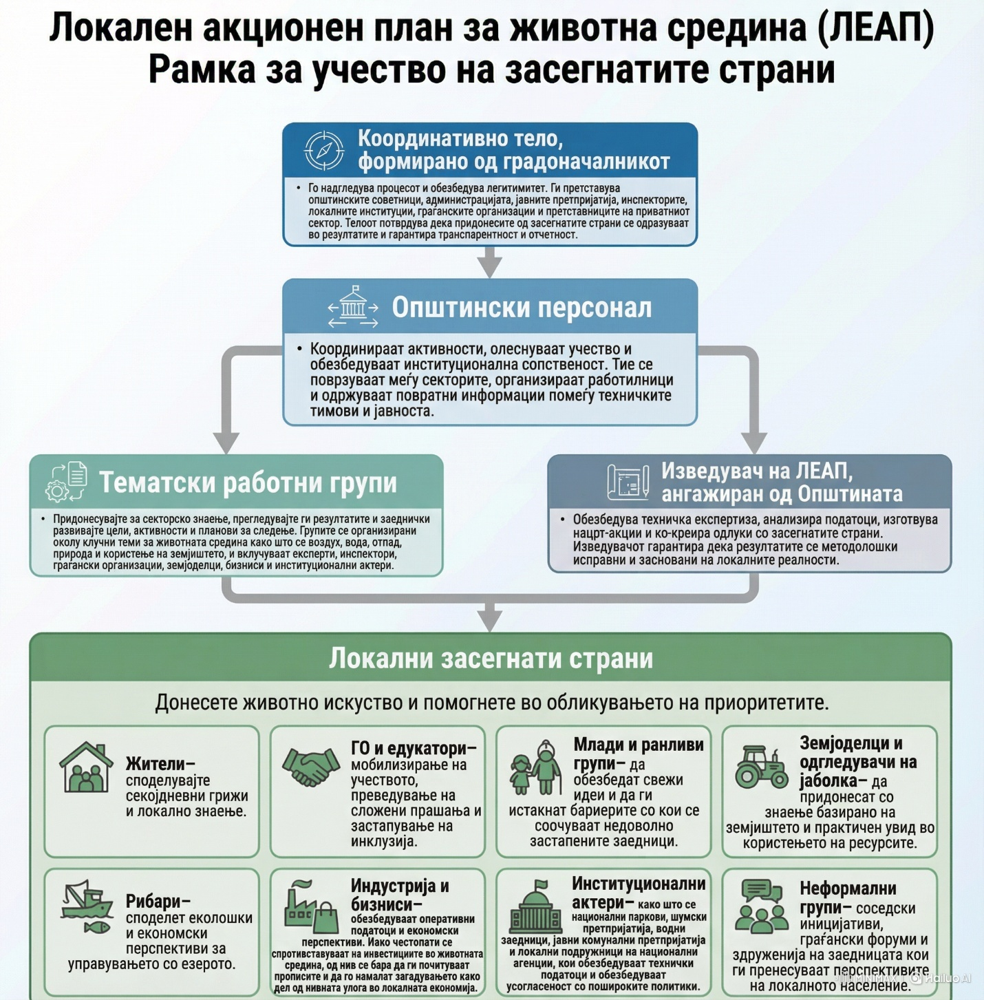 Локален акционен план за животна средина (ЛЕАП)
Рамка за учество на засегнатите страни
Координативно тело,
формирано од градоначалникот
• Го надгледува процесот и обезбедува легитимитет. Ги претставува
општинските советници, администрацијата, јавните претпријатија, инспекторите,
локалните институции, граѓанските организации и претставниците на приватниот
сектор. Телоот потврдува дека придонесите од засегнатите страни се одразуваат
во резултатите и гарантира транспарентност и отчетност.
Општински персонал
• Координираат активности, олеснуваат учество и
обезбедуваат институционална сопственост. Тие се
поврзуваат меѓу секторите, организираат работилници
и одржуваат повратни информации помеѓу техничките
тимови и јавноста.
Тематски работни групи
• Придонесувајте за секторско знаење, прегледувајте ги резултатите и заеднички
развивајте цели, активности и планови за следење. Групите се организирани
околу клучни теми за животната средина како што се воздух, вода, отпад,
природа и користење на земјиштето, и вклучуваат експерти, инспектори,
граѓански организации, земјоделци, бизниси и институционални актери.
Изведувач на ЛЕАП,
ангажиран од Општината
• Обезбедува техничка експертиза, анализира податоци, изготвува
нацрт-акции и ко-креира одлуки со засегнатите страни.
Изведувачот гарантира дека резултатите се методолошки
исправни и засновани на локалните реалности.
Локални засегнати страни
Донесете животно искуство и помогнете во обликувањето на приоритетите.
Жители–
споделувајте
секојдневни грижи
и локално знаење.
ГО и едукатори–
мобилизирање на
учеството,
преведување на
сложени прашања и
застапување на
инклузија.
Млади и ранливи
групи– да
обезбедат свежи
идеи и да ги
истакнат бариерите со кои се
соочуваат недоволно
застапените заедници.
Земјоделци и
одгледувачи на
јаболка– да
придонесат со
знаење базирано на
земјиштето и практичен увид во
користењето на ресурсите.
Рибари–
споделет еколошки
и економски
перспективи за
управувањето со езерото.
Индустрија и
бизниси–
обезбедуваат оперативни
податоци и економски
перспективи. Иако честопати се
спротивставуваат на инвестициите во животната
средина, од нив се бара да ги почитуваат
прописите и да го намалат загадувањето како
дел од нивната улога во локалната економија.
Институционални
актери– како што се
национални паркови, шумски
претпријатија, водни
заедници, јавни комунални претпријатија
и локални подружници на национални
агенции, кои обезбедуваат технички
податоци и обезбедуваат
усогласеност со пошироките политики.
Неформални
групи– соседски
иницијативи,
граѓански форуми и
здруженија на заедницата кои
ги пренесуваат перспективите
на локалното население.
MINIMAX | Hailuo AI